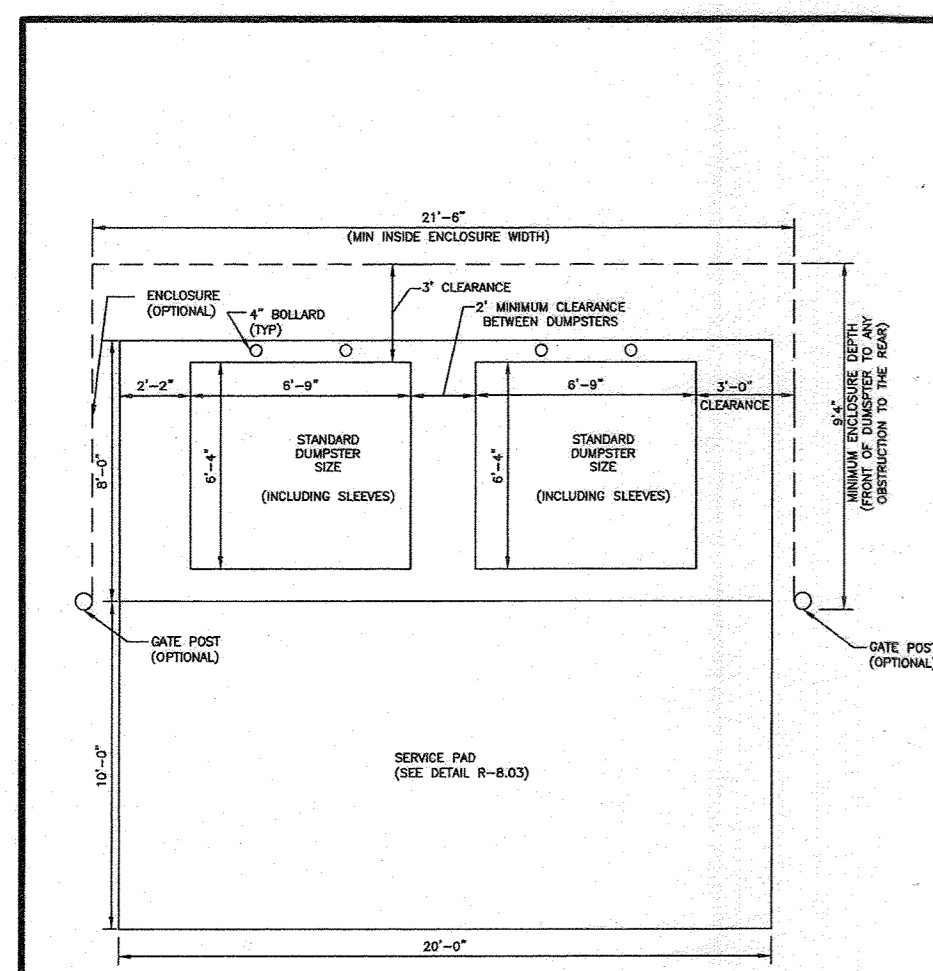 21'-6"
(MIN INSIDE ENCLOSURE WIDTH)
ENCLOSURE
(OPTIONAL)
4" BOLLARD
(TYP)
3' CLEARANCE
2' MINIMUM CLEARANCE
BETWEEN DUMPSTERS
2'-2"
6'-9"
6'-9"
3'-0"
CLEARANCE
8'-0"
6'-4"
STANDARD
DUMPSTER
SIZE
(INCLUDING SLEEVES)
6'-4"
STANDARD
DUMPSTER
SIZE
(INCLUDING SLEEVES)
9'4"
MINIMUM ENCLOSURE DEPTH
(FRONT OF DUMSPTER TO ANY
OBSTRUCTION TO THE REAR)
GATE POST
(OPTIONAL)
GATE POST
(OPTIONAL)
10'-0"
SERVICE PAD
(SEE DETAIL R-8.03)
20'-0"